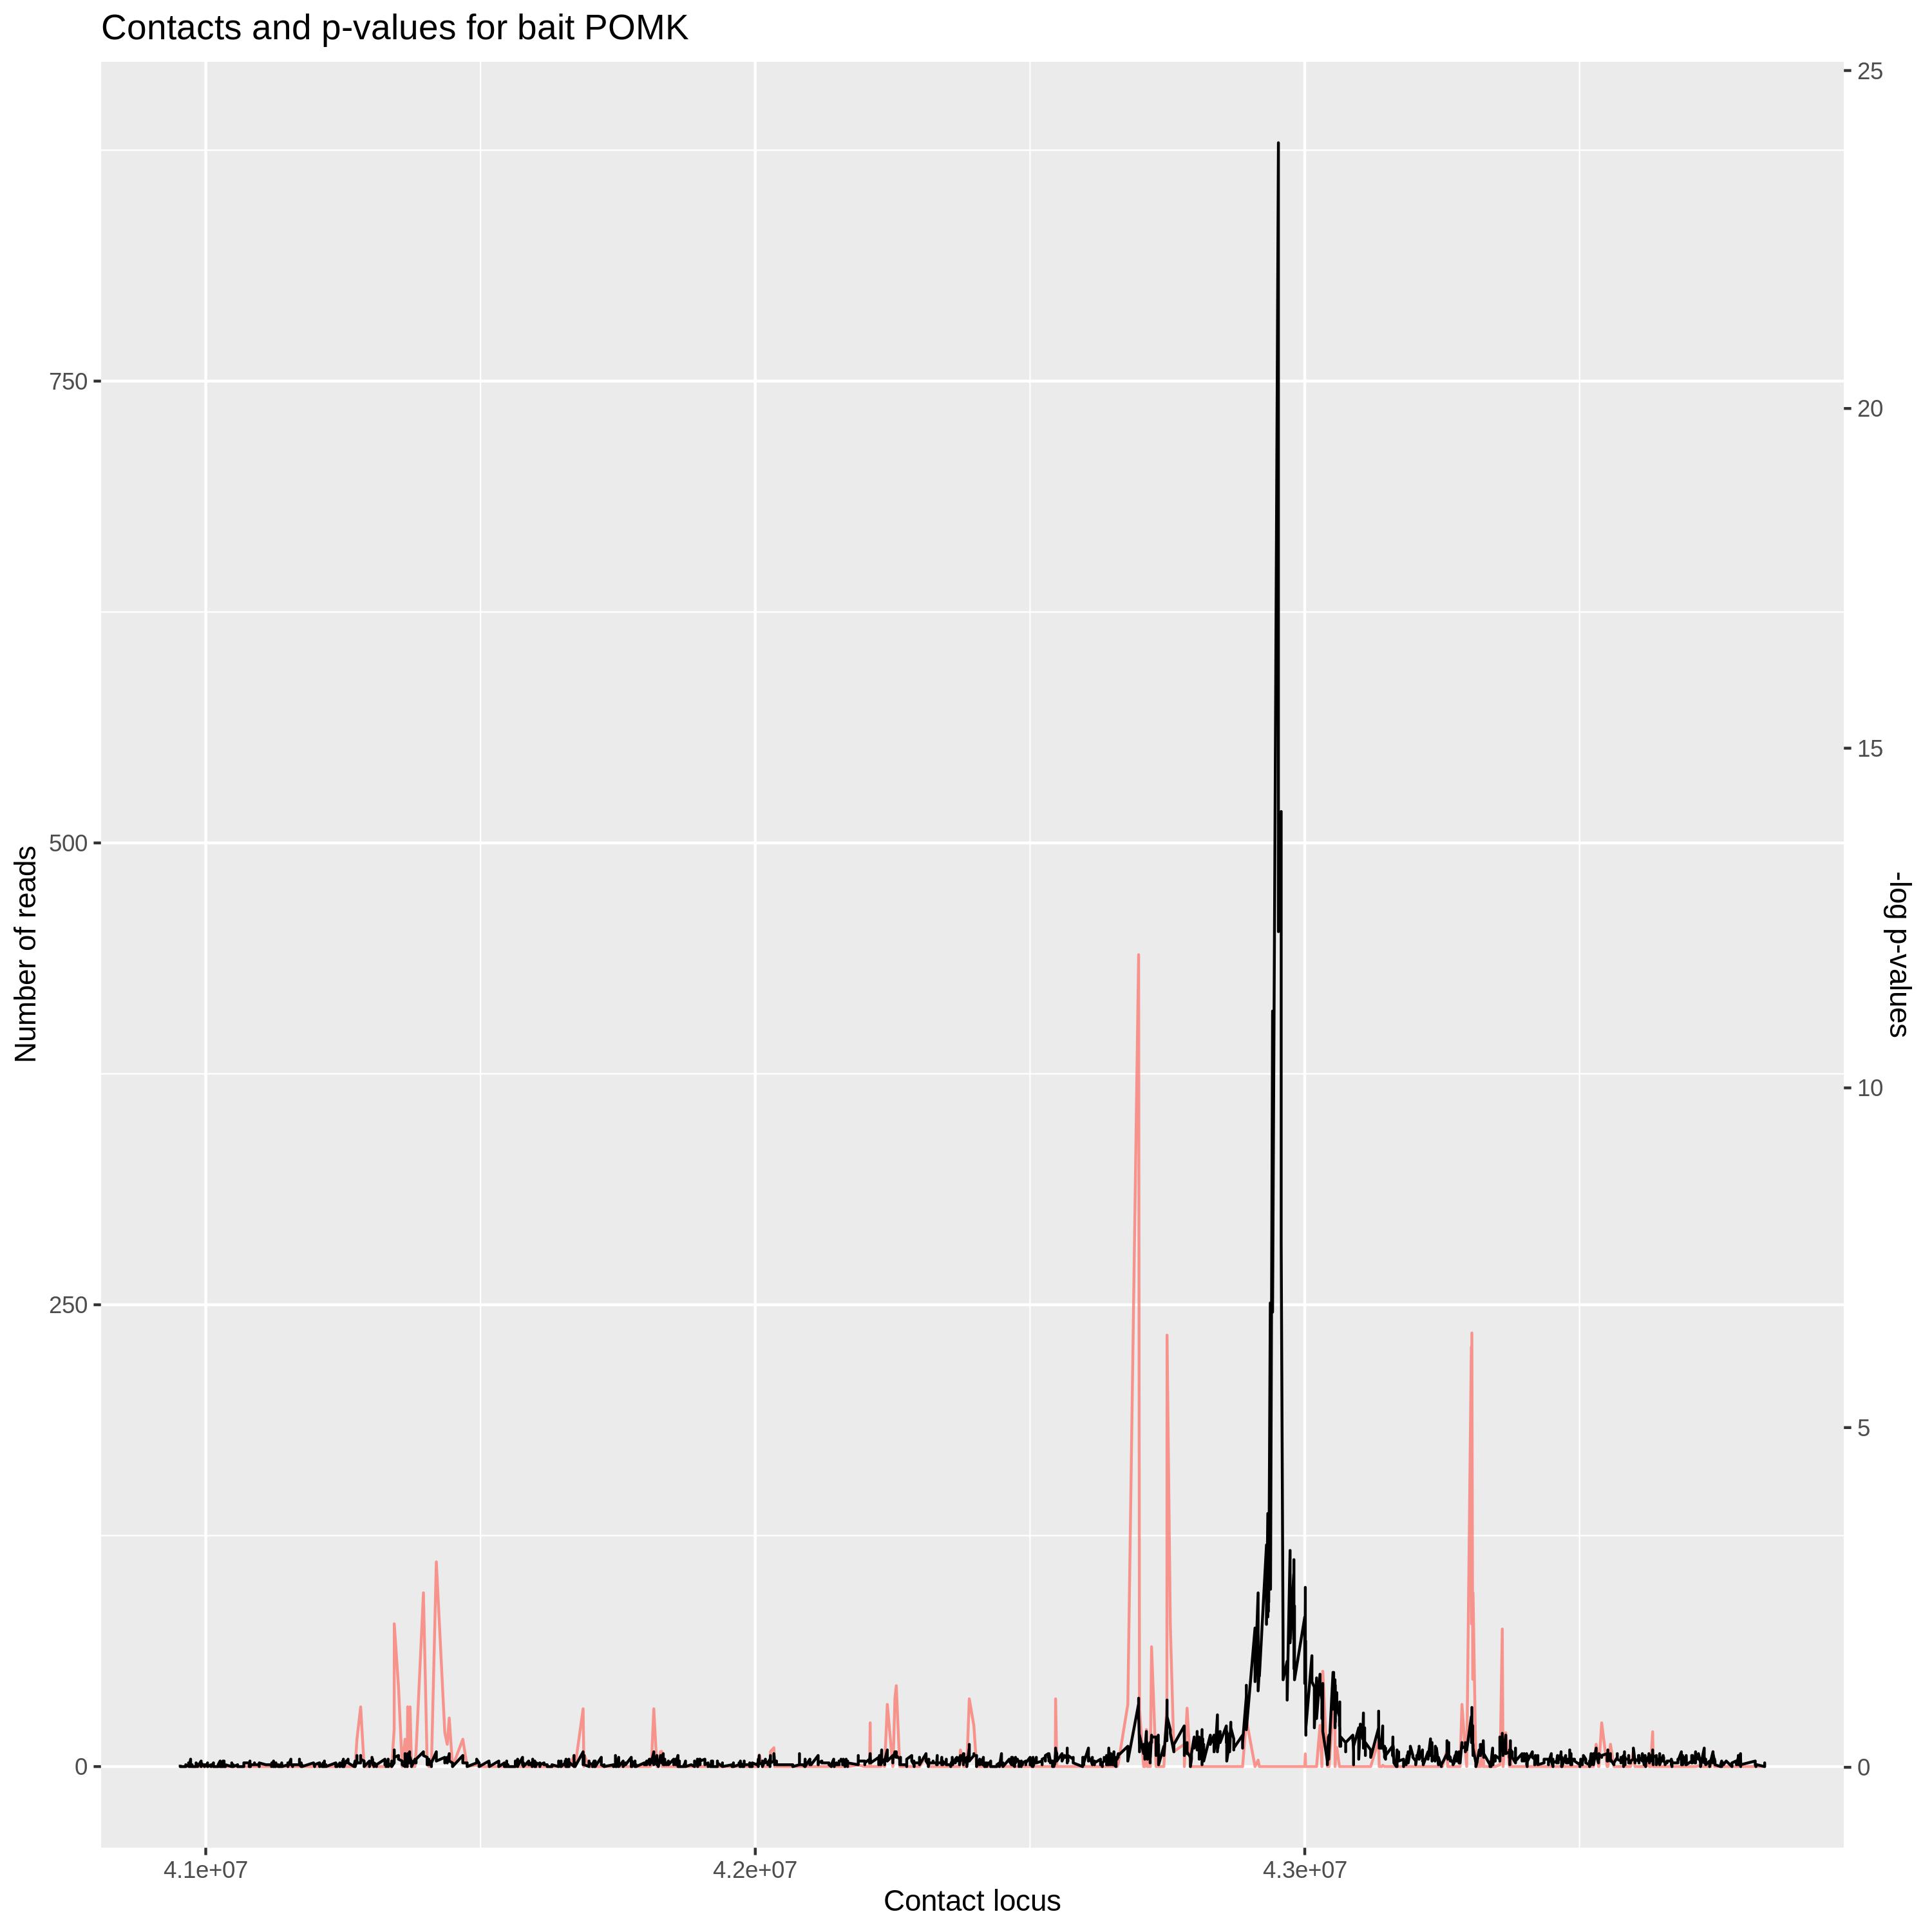 Contacts and p-values for bait POMK
25
750
20
15
500
Number of reads
-log p-values
10
250
5
0
0
4.1e+07
4.2e+07
4.3e+07
Contact locus